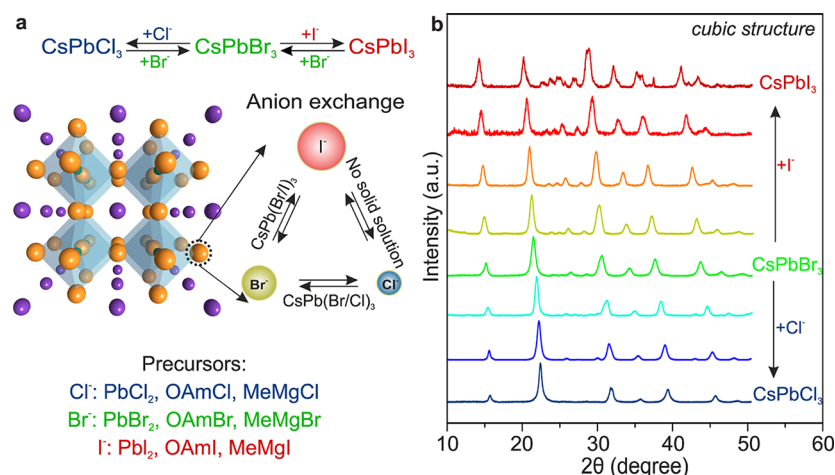 a
CsPbCl₃ +Cl⁻ +Br⁻ CsPbBr₃ +I⁻ +Br⁻ CsPbI₃
Anion exchange
I⁻
CsPb(Br/I)₃
No solid solution
Br⁻
Cl⁻
CsPb(Br/Cl)₃
Precursors:
Cl⁻: PbCl₂, OAmCl, MeMgCl
Br⁻: PbBr₂, OAmBr, MeMgBr
I⁻: PbI₂, OAmI, MeMgI
b
cubic structure
CsPbI₃
+I⁻
CsPbBr₃
+Cl⁻
CsPbCl₃
Intensity (a.u.)
10 20 30 40 50 60
2θ (degree)